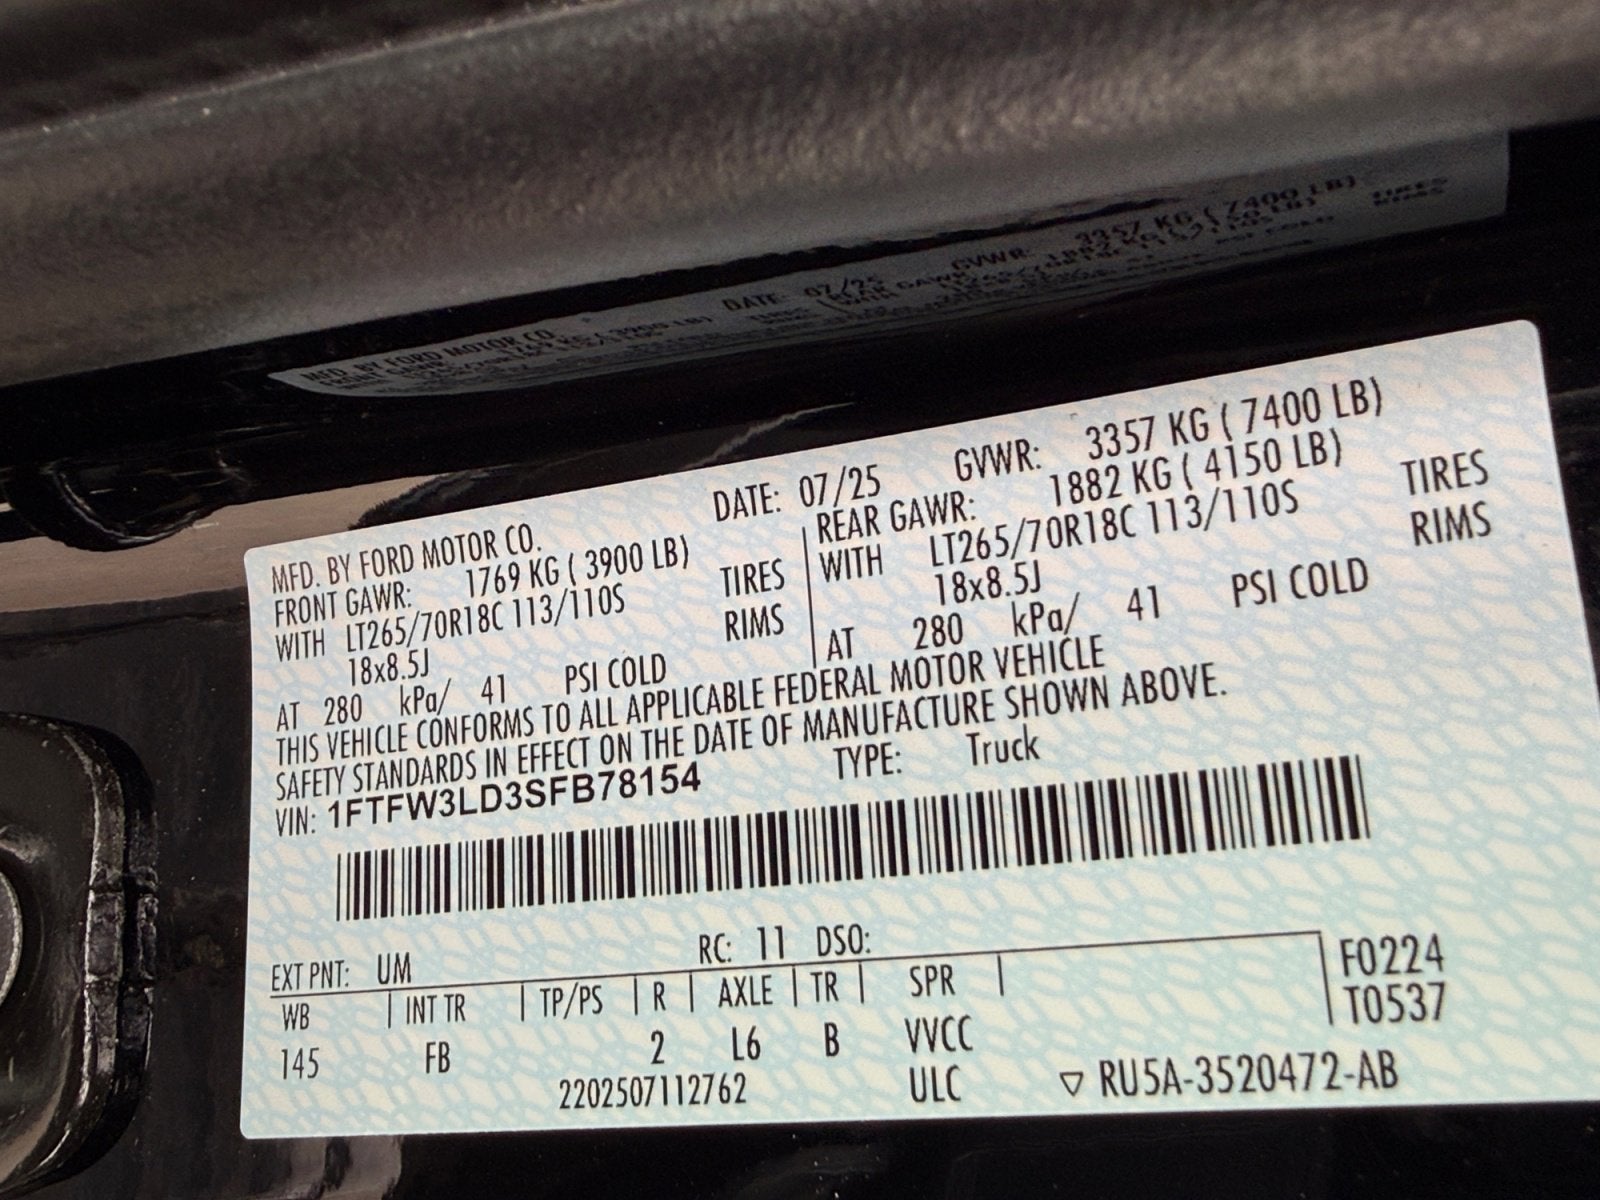 MFD. BY FORD MOTOR CO. DATE: 07/25 GVWR: 3357 KG ( 7400 LB)
FRONT GAWR: 1769 KG ( 3900 LB)
WITH LT265/70R18C 113/110S TIRES
18x8.5J RIMS
AT 280 kPa/ 41 PSI COLD
REAR GAWR: 1882 KG ( 4150 LB)
WITH LT265/70R18C 113/110S TIRES
18x8.5J RIMS
AT 280 kPa/ 41 PSI COLD
THIS VEHICLE CONFORMS TO ALL APPLICABLE FEDERAL MOTOR VEHICLE
SAFETY STANDARDS IN EFFECT ON THE DATE OF MANUFACTURE SHOWN ABOVE.
VIN: 1FTFW3LD3SFB78154 TYPE: Truck
EXT PNT: UM RC: 11 DSO:
WB | INT TR | TP/PS | R | AXLE | TR | SPR |
145 FB 2 L6 B VVCC
2202507112762 ULC
F0224
T0537
▽ RU5A-3520472-AB